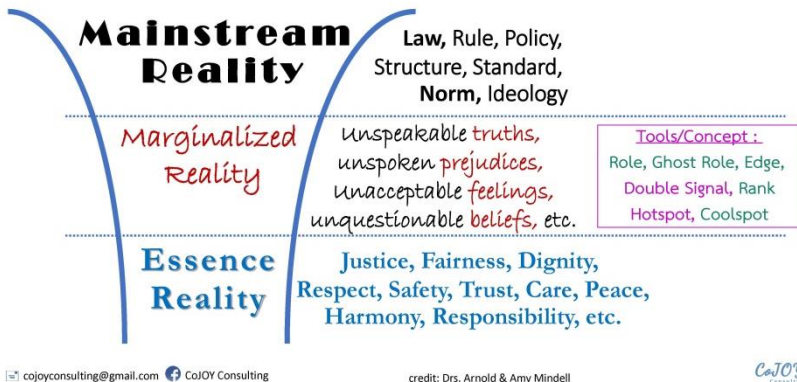 Mainstream
Reality
Law, Rule, Policy,
Structure, Standard,
Norm, Ideology
Marginalized
Reality
Unspeakable truths,
unspoken prejudices,
Unacceptable feelings,
unquestionable beliefs, etc.
Tools/Concept :
Role, Ghost Role, Edge,
Double Signal, Rank
Hotspot, Coolspot
Essence
Reality
Justice, Fairness, Dignity,
Respect, Safety, Trust, Care, Peace,
Harmony, Responsibility, etc.
cojoyconsulting@gmail.com CoJOY Consulting
credit: Drs. Arnold & Amy Mindell
CoJOY